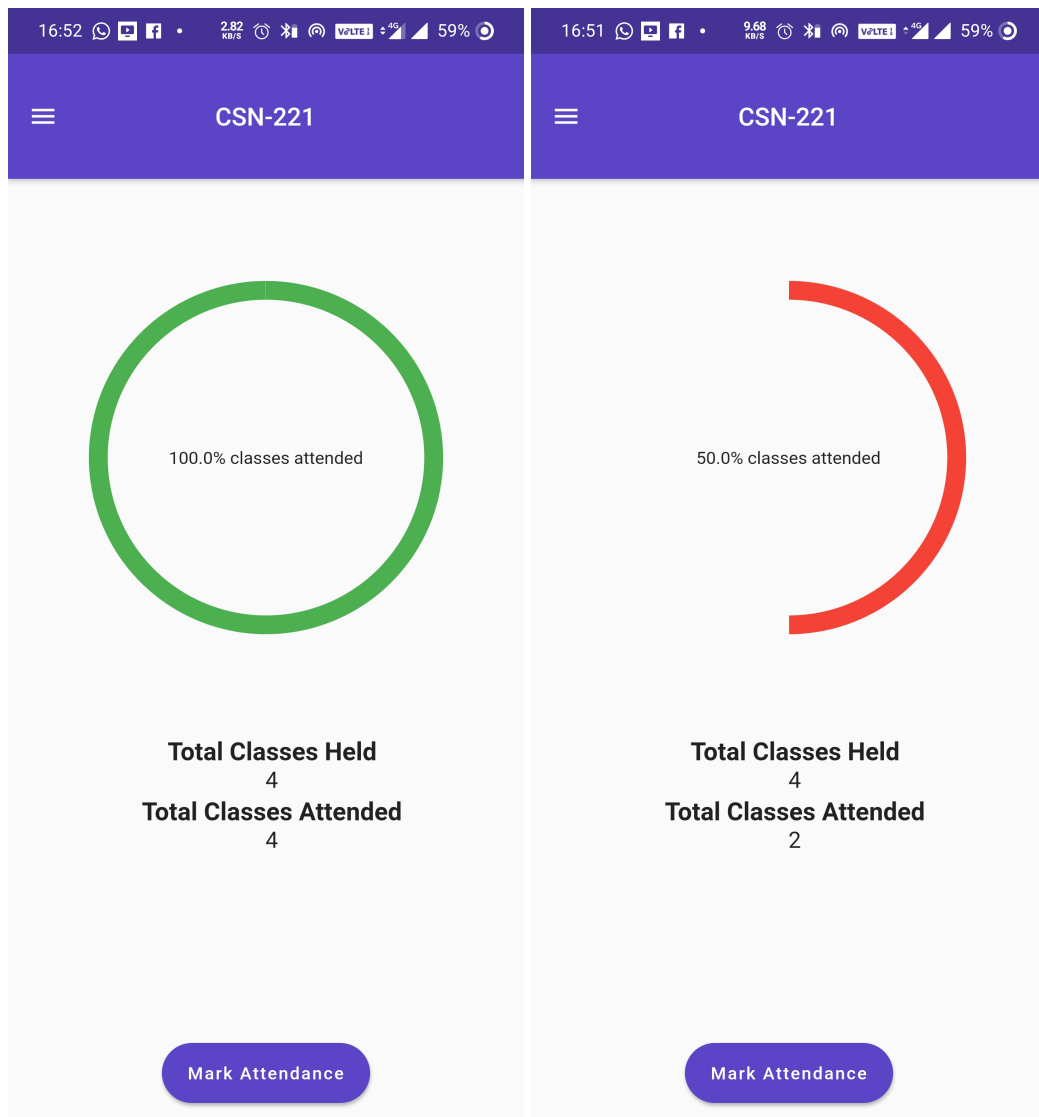 16:52 2.82 KB/S VoLTE 1 4G 59%
CSN-221
100.0% classes attended
Total Classes Held
4
Total Classes Attended
4
Mark Attendance
16:51 9.68 KB/S VoLTE 1 4G 59%
CSN-221
50.0% classes attended
Total Classes Held
4
Total Classes Attended
2
Mark Attendance